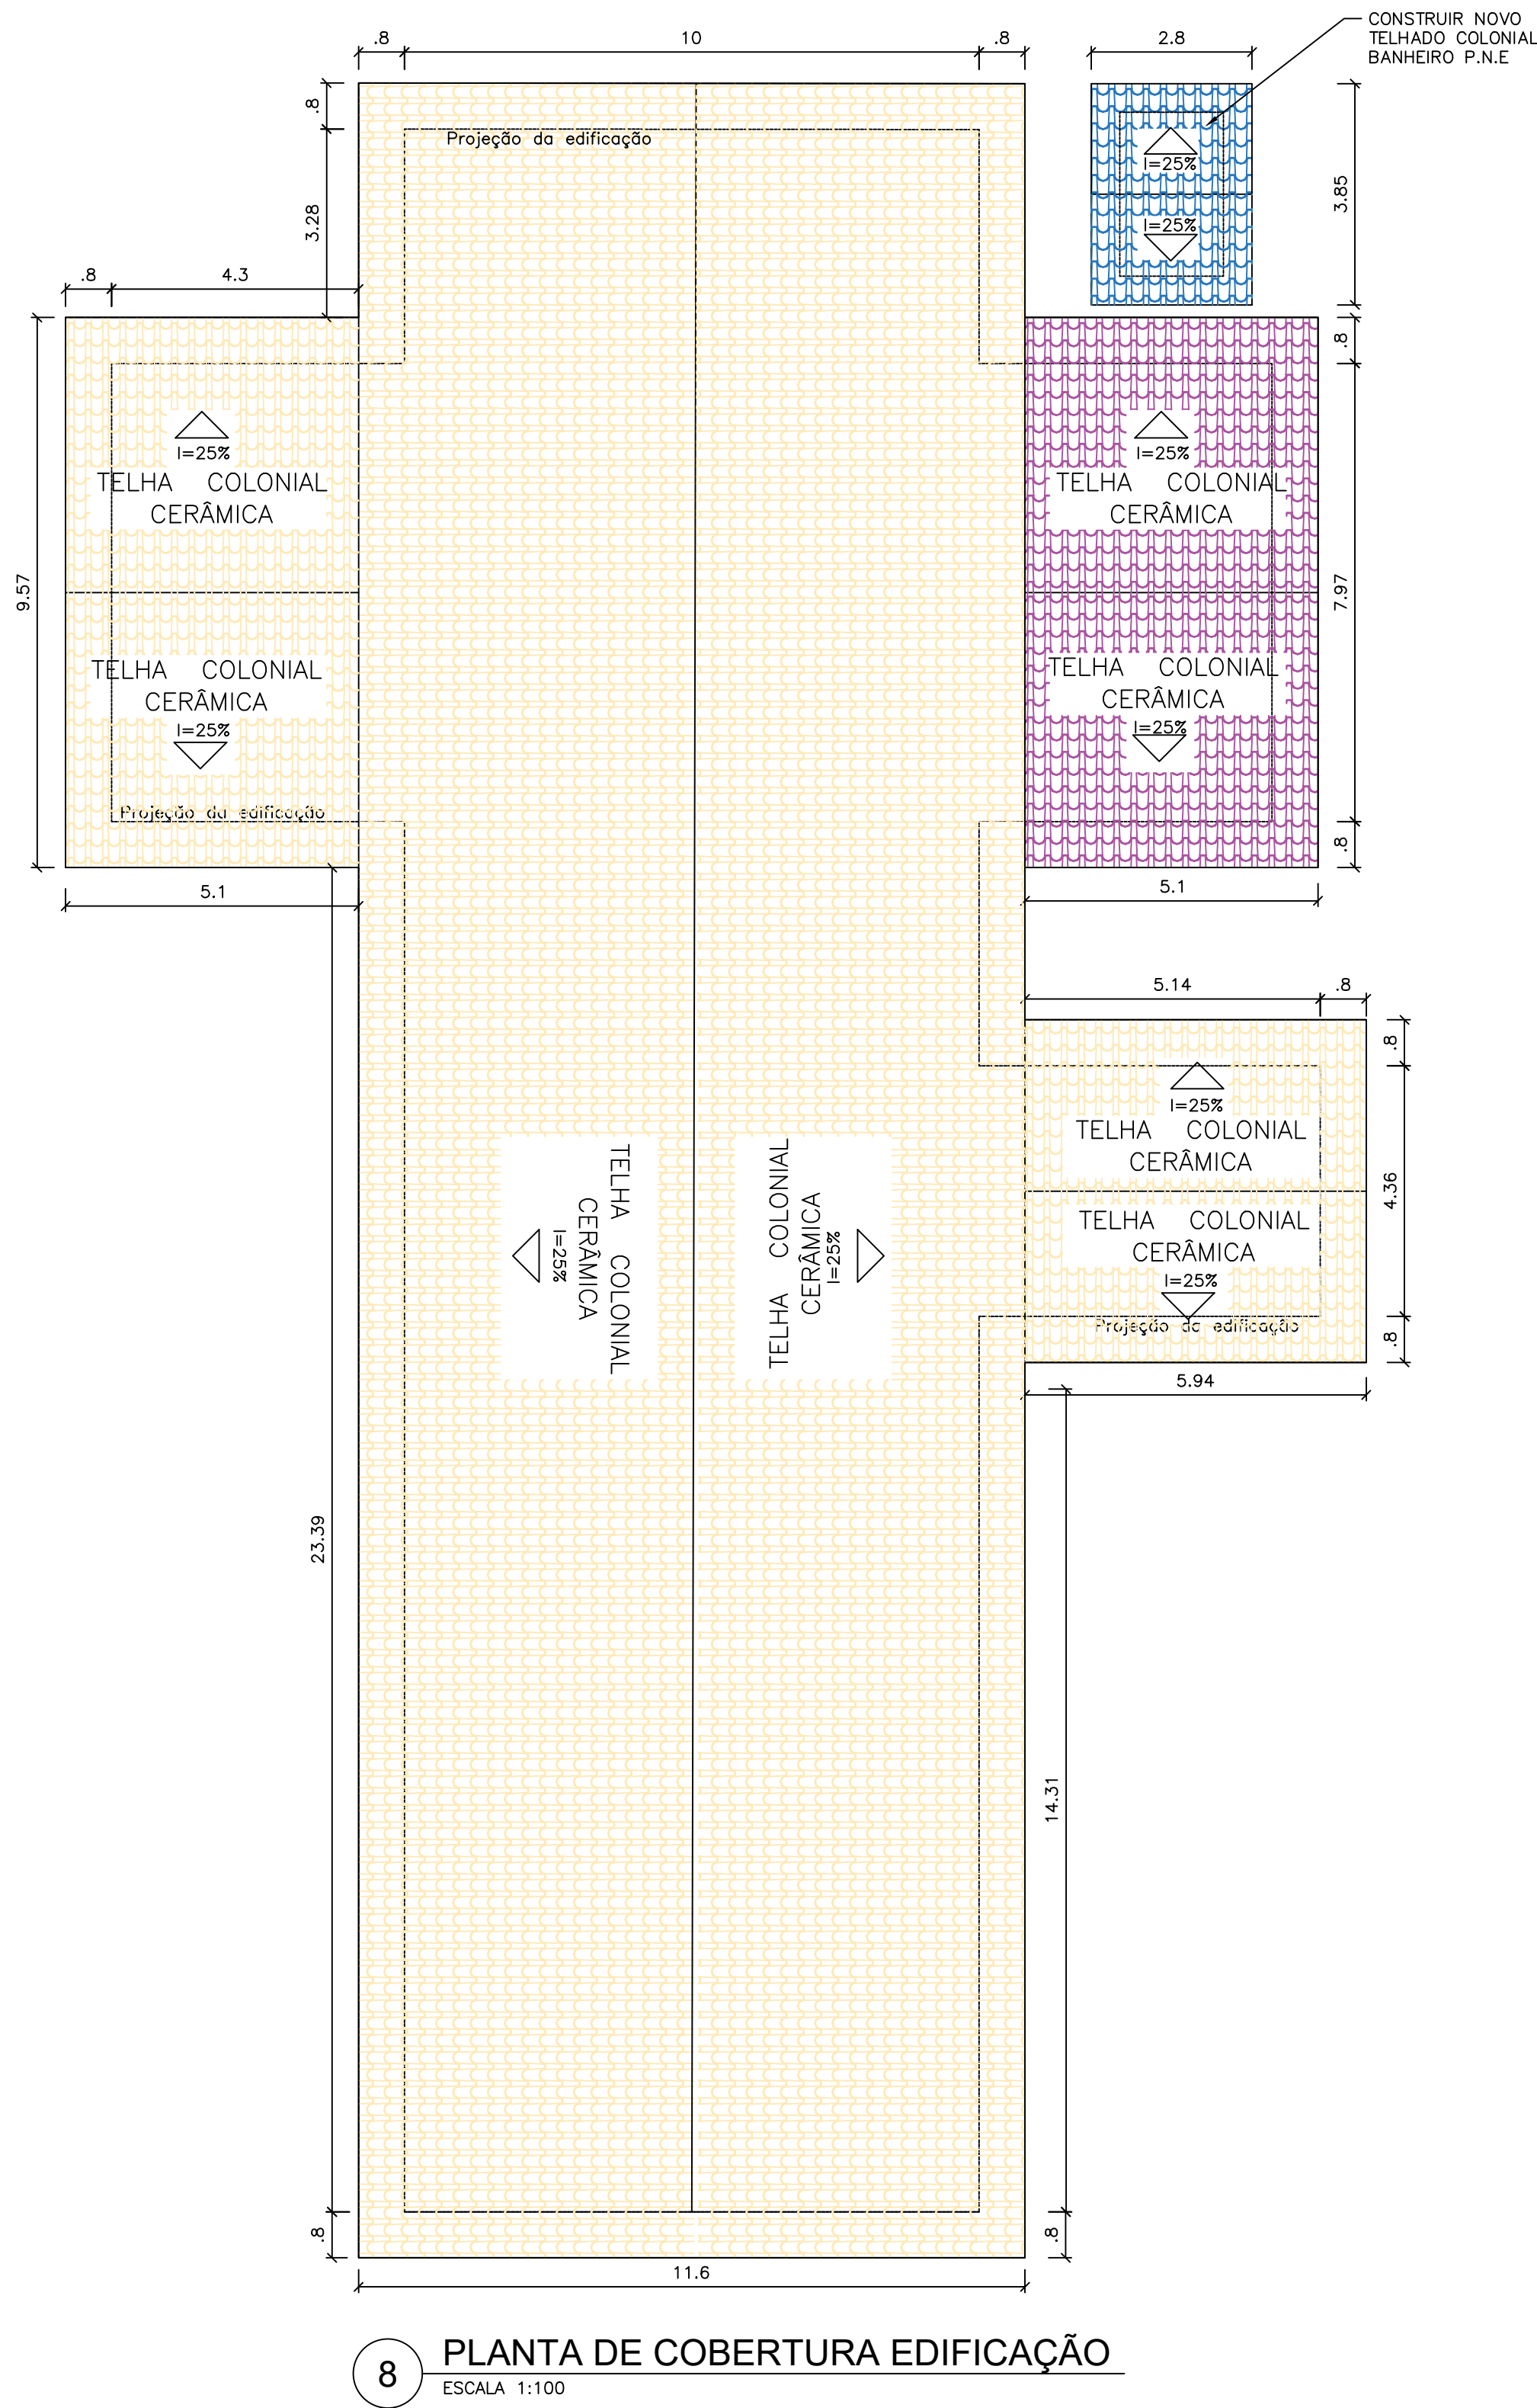 CONSTRUIR NOVO
TELHADO COLONIAL
BANHEIRO P.N.E
.8
10
.8
2.8
.8
3.28
Projeção da edificação
I=25%
I=25%
3.85
.8
4.3
9.57
I=25%
TELHA COLONIAL
CERÂMICA
TELHA COLONIAL
CERÂMICA
I=25%
Projeção da edificação
5.1
.8
I=25%
TELHA COLONIAL
CERÂMICA
7.97
TELHA COLONIAL
CERÂMICA
I=25%
.8
5.1
5.14
.8
.8
I=25%
TELHA COLONIAL
CERÂMICA
4.36
TELHA COLONIAL
CERÂMICA
I=25%
Projeção da edificação
.8
5.94
TELHA COLONIAL
CERÂMICA
I=25%
TELHA COLONIAL
CERÂMICA
I=25%
23.39
14.31
.8
.8
11.6
8
PLANTA DE COBERTURA EDIFICAÇÃO
ESCALA 1:100